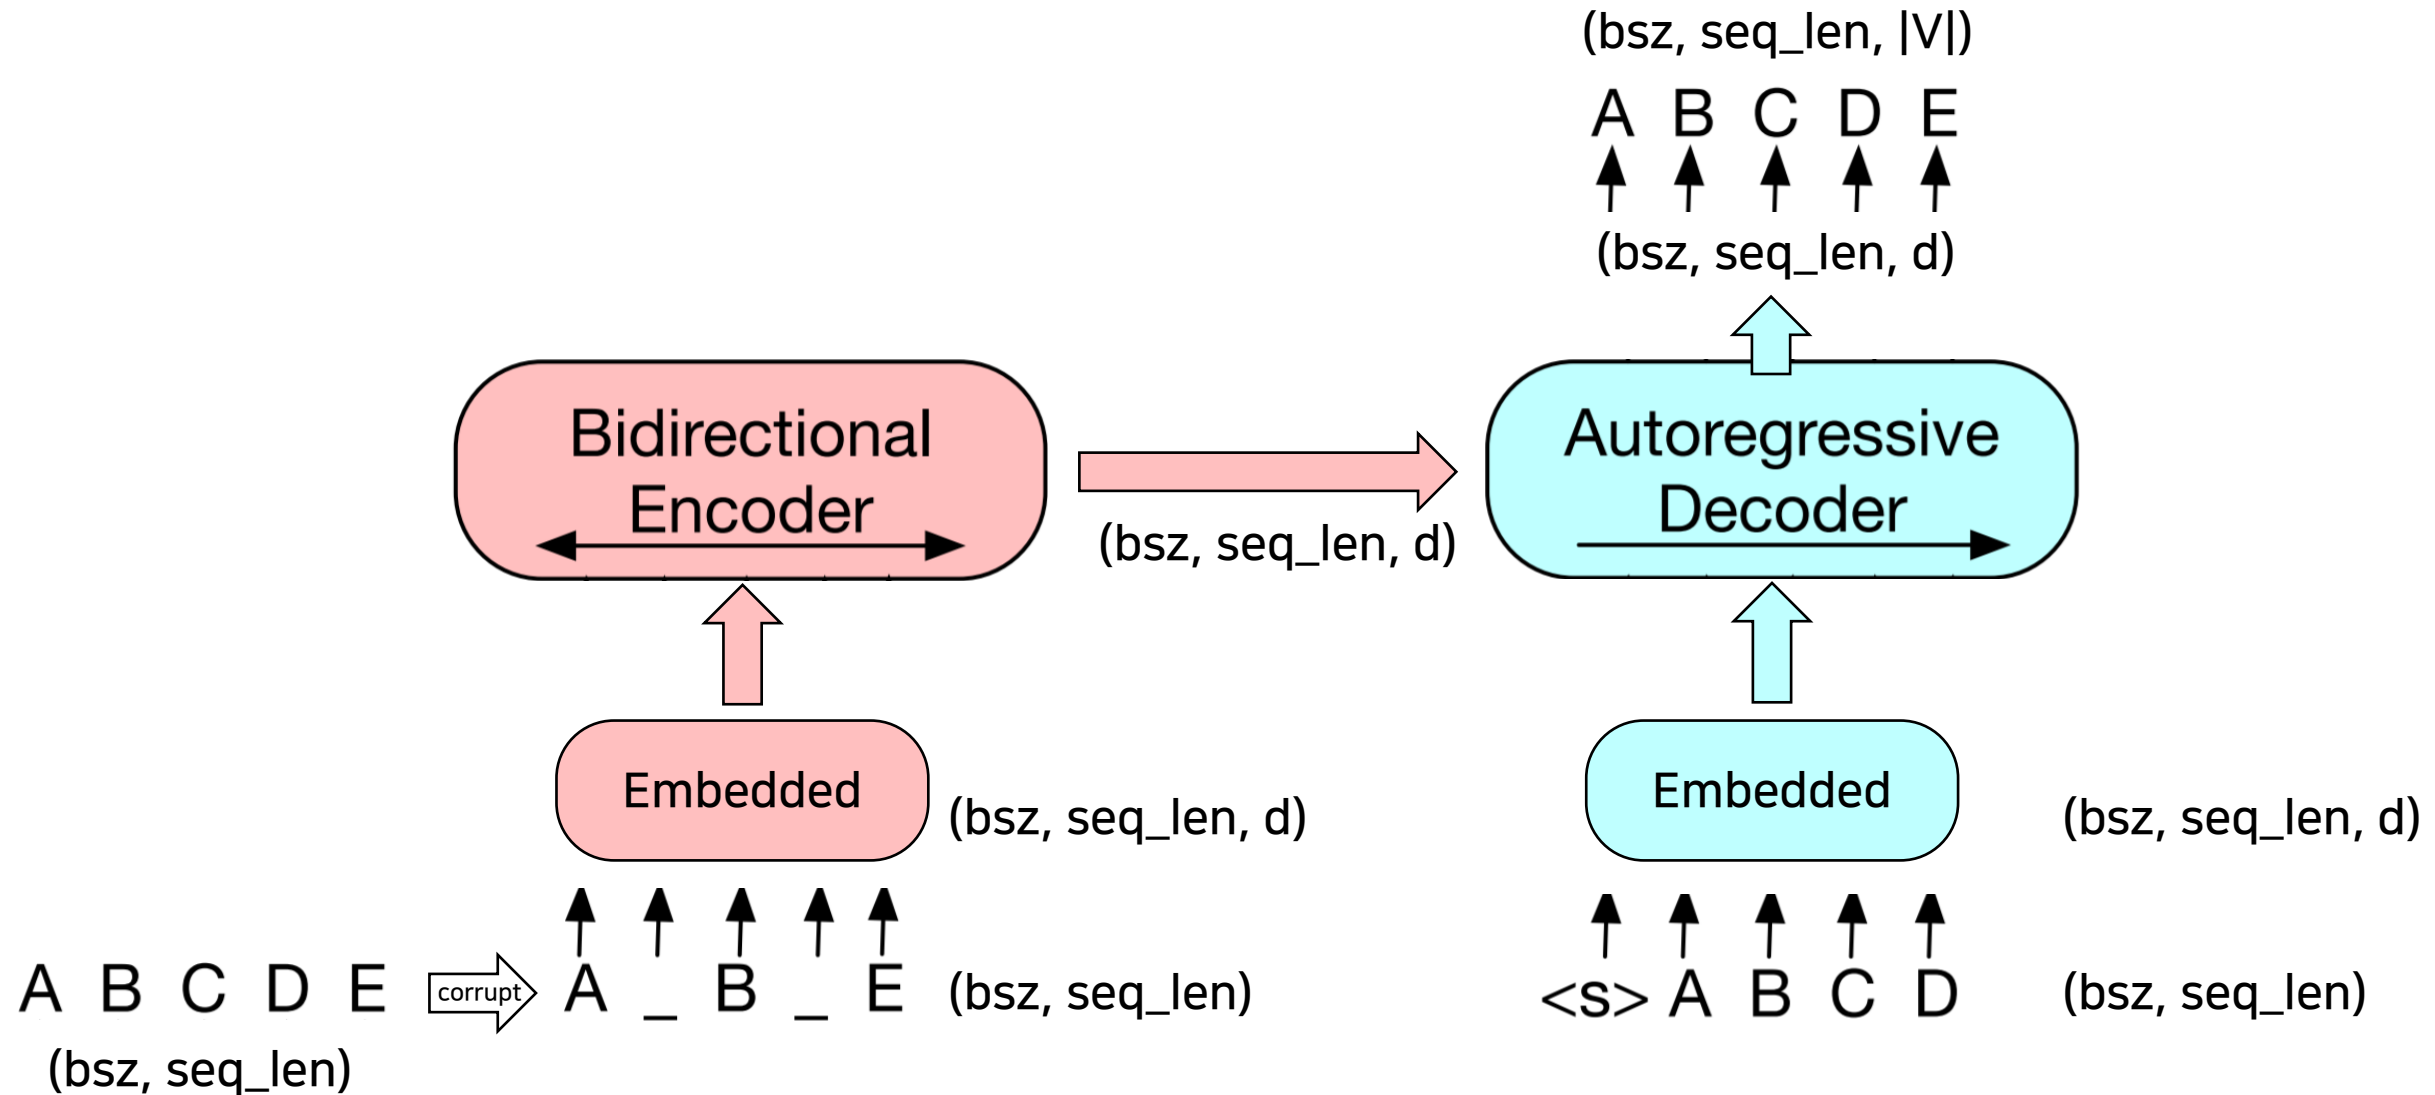 (bsz, seq_len, |V|)
A B C D E
(bsz, seq_len, d)
Bidirectional
Encoder
(bsz, seq_len, d)
Autoregressive
Decoder
Embedded
(bsz, seq_len, d)
Embedded
(bsz, seq_len, d)
A B C D E
corrupt
A _ B _ E
(bsz, seq_len)
<s> A B C D
(bsz, seq_len)
(bsz, seq_len)